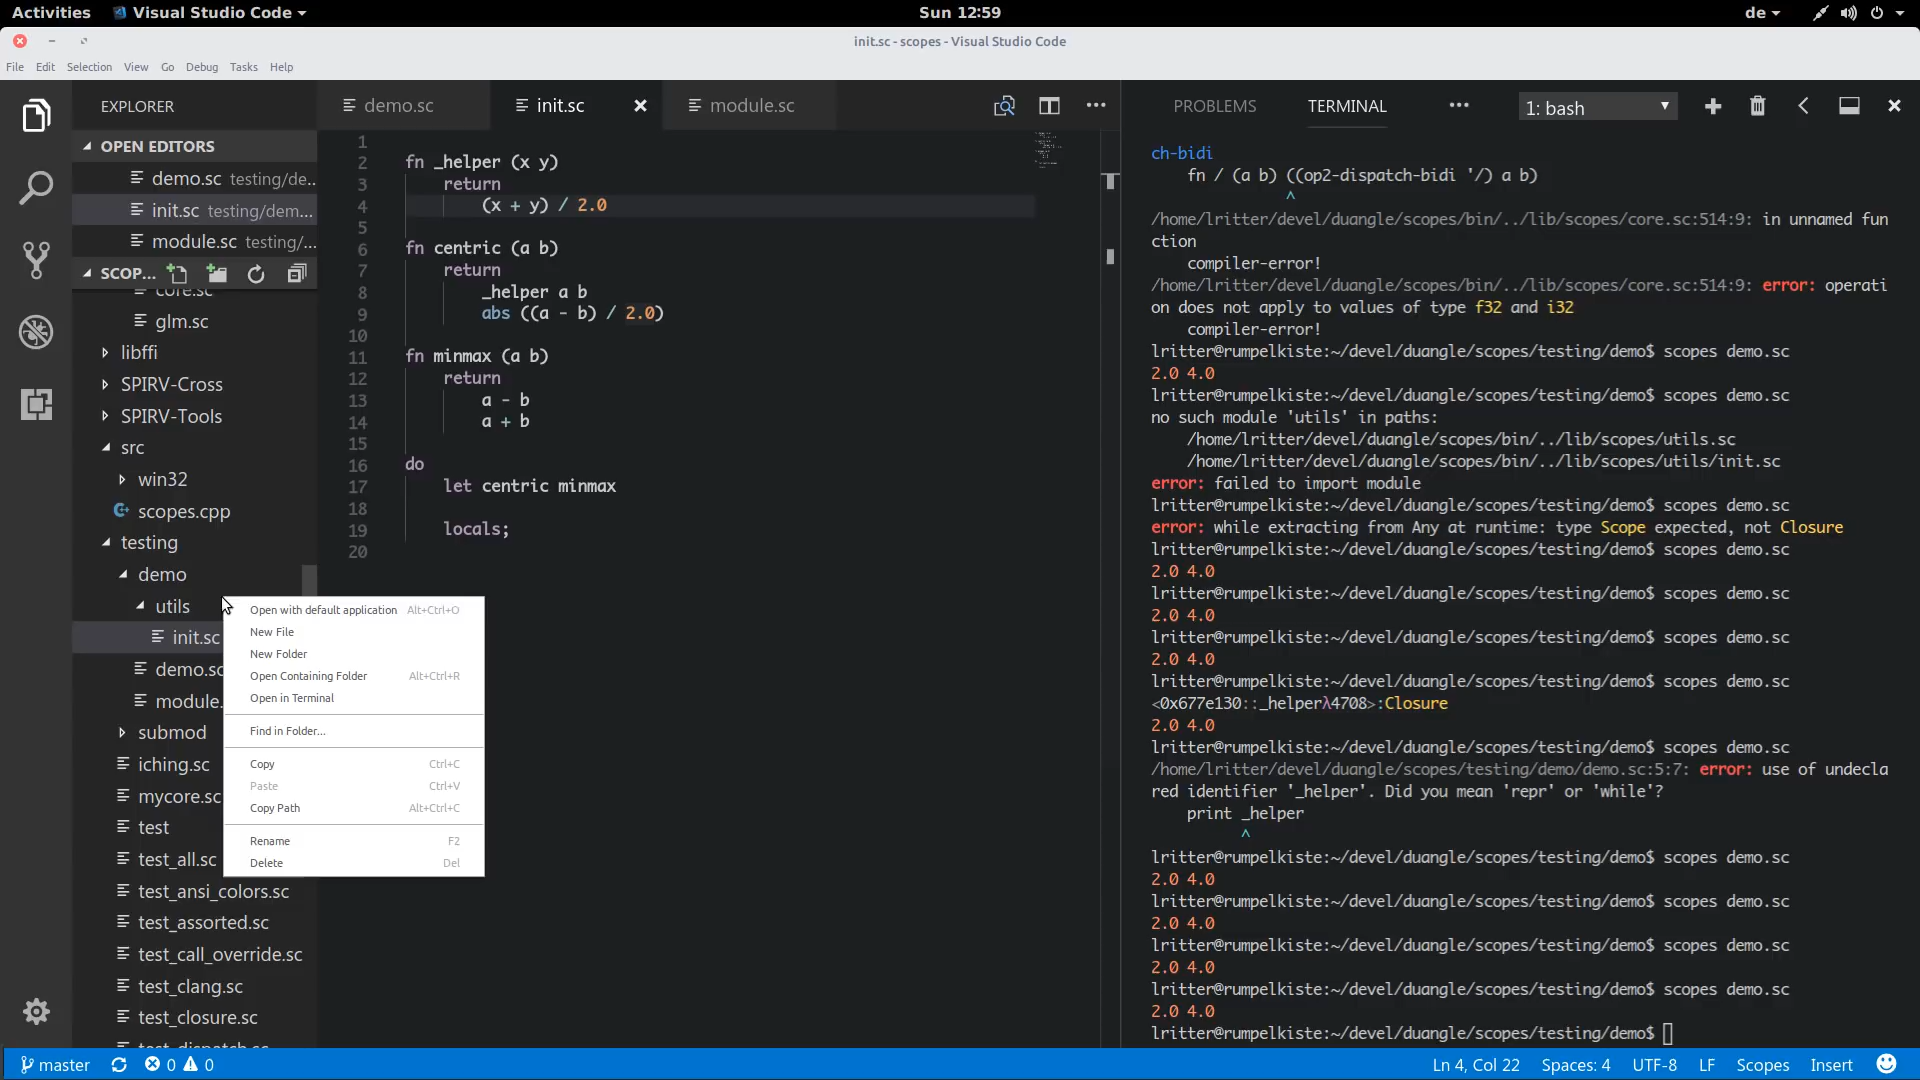 Activities
Visual Studio Code
Sun 12:59
de
init.sc - scopes - Visual Studio Code
File Edit Selection View Go Debug Tasks Help
EXPLORER
OPEN EDITORS
demo.sc testing/de...
init.sc testing/dem...
module.sc testing/...
SCOP...
core.sc
glm.sc
libffi
SPIRV-Cross
SPIRV-Tools
src
win32
scopes.cpp
testing
demo
utils
init.sc
demo.sc
module.
submod
iching.sc
mycore.sc
test
test_all.sc
test_ansi_colors.sc
test_assorted.sc
test_call_override.sc
test_clang.sc
test_closure.sc
test_dispatch.sc
Open with default application Alt+Ctrl+O
New File
New Folder
Open Containing Folder Alt+Ctrl+R
Open in Terminal
Find in Folder...
Copy Ctrl+C
Paste Ctrl+V
Copy Path Alt+Ctrl+C
Rename F2
Delete Del
demo.sc
init.sc
module.sc
1
2 fn _helper (x y)
3 return
4 (x + y) / 2.0
5
6 fn centric (a b)
7 return
8 _helper a b
9 abs ((a - b) / 2.0)
10
11 fn minmax (a b)
12 return
13 a - b
14 a + b
15
16 do
17 let centric minmax
18
19 locals;
20
PROBLEMS TERMINAL ... 1: bash
ch-bidi
fn / (a b) ((op2-dispatch-bidi '/) a b)
^
/home/lritter/devel/duangle/scopes/bin/../lib/scopes/core.sc:514:9: in unnamed fun
ction
compiler-error!
/home/lritter/devel/duangle/scopes/bin/../lib/scopes/core.sc:514:9: error: operati
on does not apply to values of type f32 and i32
compiler-error!
lritter@rumpelkiste:~/devel/duangle/scopes/testing/demo$ scopes demo.sc
2.0 4.0
lritter@rumpelkiste:~/devel/duangle/scopes/testing/demo$ scopes demo.sc
no such module 'utils' in paths:
/home/lritter/devel/duangle/scopes/bin/../lib/scopes/utils.sc
/home/lritter/devel/duangle/scopes/bin/../lib/scopes/utils/init.sc
error: failed to import module
lritter@rumpelkiste:~/devel/duangle/scopes/testing/demo$ scopes demo.sc
error: while extracting from Any at runtime: type Scope expected, not Closure
lritter@rumpelkiste:~/devel/duangle/scopes/testing/demo$ scopes demo.sc
2.0 4.0
lritter@rumpelkiste:~/devel/duangle/scopes/testing/demo$ scopes demo.sc
2.0 4.0
lritter@rumpelkiste:~/devel/duangle/scopes/testing/demo$ scopes demo.sc
2.0 4.0
lritter@rumpelkiste:~/devel/duangle/scopes/testing/demo$ scopes demo.sc
<0x677e130::_helperλ4708>:Closure
2.0 4.0
lritter@rumpelkiste:~/devel/duangle/scopes/testing/demo$ scopes demo.sc
/home/lritter/devel/duangle/scopes/testing/demo/demo.sc:5:7: error: use of undecla
red identifier '_helper'. Did you mean 'repr' or 'while'?
print _helper
^
lritter@rumpelkiste:~/devel/duangle/scopes/testing/demo$ scopes demo.sc
2.0 4.0
lritter@rumpelkiste:~/devel/duangle/scopes/testing/demo$ scopes demo.sc
2.0 4.0
lritter@rumpelkiste:~/devel/duangle/scopes/testing/demo$ scopes demo.sc
2.0 4.0
lritter@rumpelkiste:~/devel/duangle/scopes/testing/demo$ scopes demo.sc
2.0 4.0
lritter@rumpelkiste:~/devel/duangle/scopes/testing/demo$
master 0 0
Ln 4, Col 22 Spaces: 4 UTF-8 LF Scopes Insert